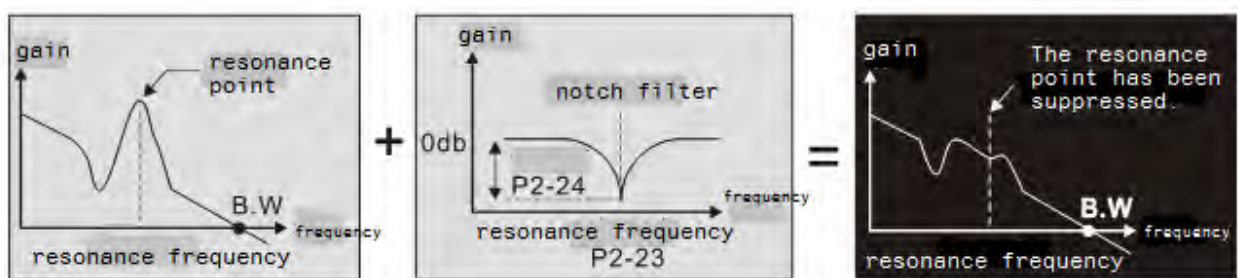 gain
resonance
point
B.W
frequency
resonance frequency
+
gain
notch filter
0db
P2-24
frequency
resonance frequency
P2-23
=
gain
The resonance
point has been
suppressed.
B.W
frequency
resonance frequency